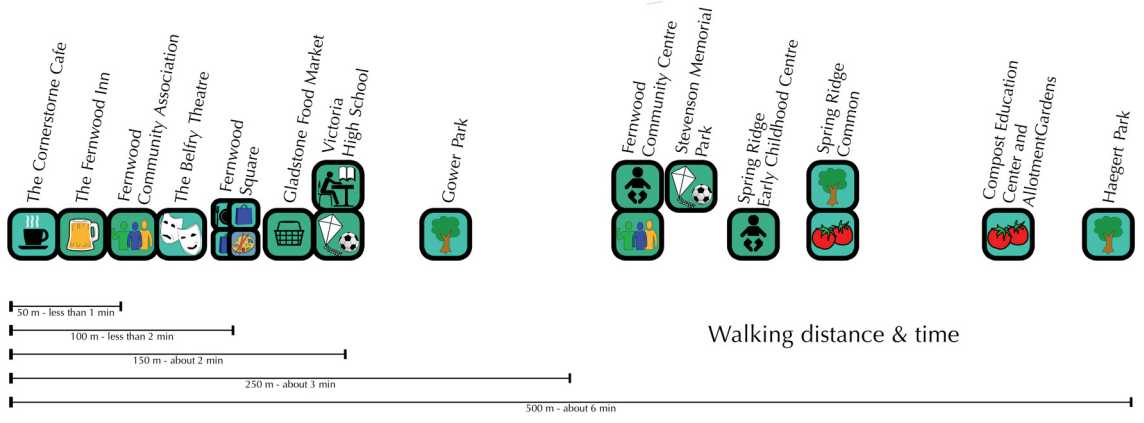 The Cornerstorne Cafe
The Fernwood Inn
Fernwood
Community Association
The Belfry Theatre
Fernwood
Square
Gladstone Food Market
Victoria
High School
Gower Park
Fernwood
Community Centre
Stevenson Memorial
Park
Spring Ridge
Early Childhood Centre
Spring Ridge
Common
Compost Education
Center and
AllotmentGardens
Haegert Park
50 m - less than 1 min
100 m - less than 2 min
150 m - about 2 min
250 m - about 3 min
500 m - about 6 min
Walking distance & time